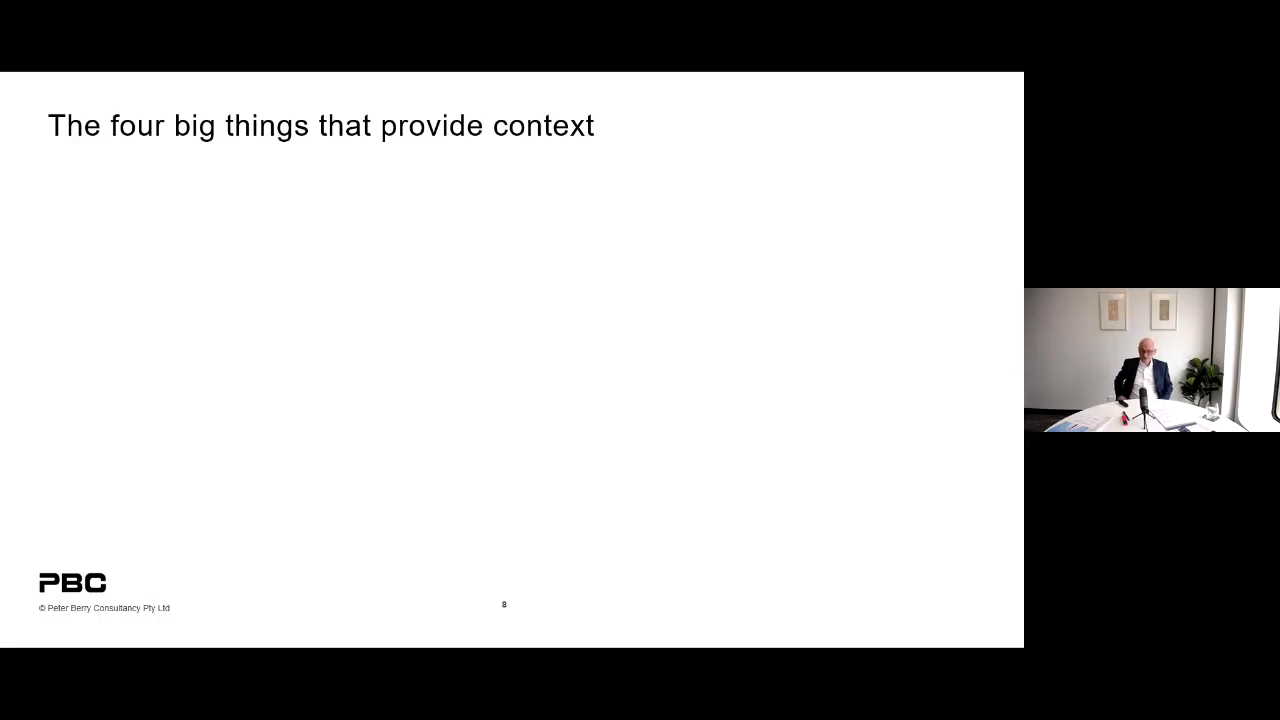 The four big things that provide context
PBC
© Peter Berry Consultancy Pty Ltd
8